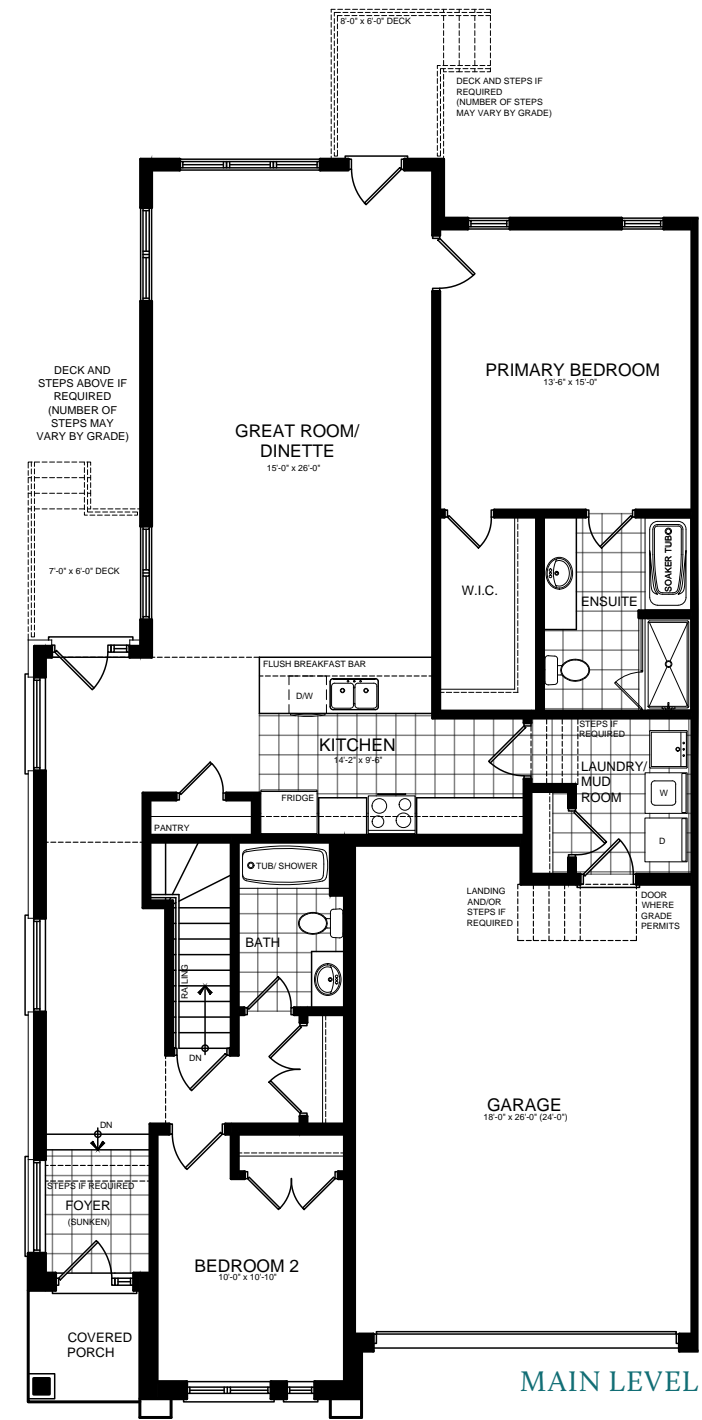 8'-0" x 6'-0" DECK
DECK AND STEPS IF
REQUIRED
(NUMBER OF STEPS
MAY VARY BY GRADE)
PRIMARY BEDROOM
13'-6" x 15'-0"
DECK AND
STEPS ABOVE IF
REQUIRED
(NUMBER OF
STEPS MAY
VARY BY GRADE)
GREAT ROOM/
DINETTE
15'-0" x 26'-0"
7'-0" x 6'-0" DECK
W.I.C.
ENSUITE
SOAKER TUB
FLUSH BREAKFAST BAR
D/W
KITCHEN
14'-2" x 9'-6"
STEPS IF
REQUIRED
LAUNDRY/
MUD
ROOM
W
D
FRIDGE
PANTRY
TUB/ SHOWER
BATH
RAILING
DN
LANDING
AND/OR
STEPS IF
REQUIRED
DOOR
WHERE
GRADE
PERMITS
GARAGE
18'-0" x 26'-0" (24'-0")
DN
STEPS IF REQUIRED
FOYER
(SUNKEN)
BEDROOM 2
10'-0" x 10'-10"
COVERED
PORCH
MAIN LEVEL